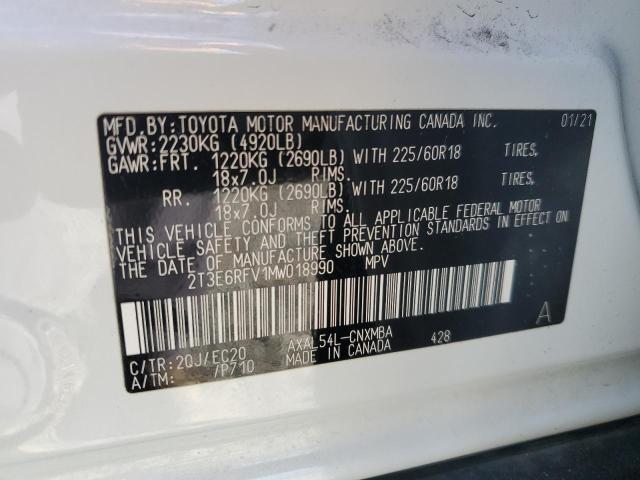 MFD.BY:TOYOTA MOTOR MANUFACTURING CANADA INC. 01/21
GVWR:2230KG (4920LB)
GAWR:FRT. 1220KG (2690LB) WITH 225/60R18 TIRES,
18x7.0J RIMS.
RR. 1220KG (2690LB) WITH 225/60R18 TIRES,
18x7.0J RIMS.
THIS VEHICLE CONFORMS TO ALL APPLICABLE FEDERAL MOTOR
VEHICLE SAFETY AND THEFT PREVENTION STANDARDS IN EFFECT ON
THE DATE OF MANUFACTURE SHOWN ABOVE.
2T3E6RFV1MW018990 MPV
A
C/TR:2QJ/EC20 AXAL54L-CNXMBA 428
A/TM: /P710 MADE IN CANADA